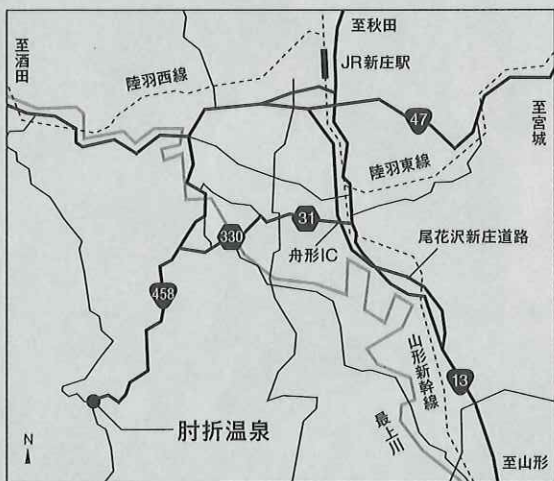 至秋田
至酒田
JR新庄駅
陸羽西線
至宮城
47
陸羽東線
31
330
尾花沢新庄道路
舟形IC
458
山形新幹線
13
肘折温泉
最上川
至山形
N